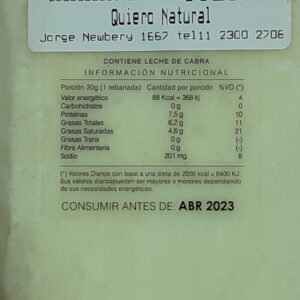 Quiero Natural
Jorge Newbery 1667 tel11 2300 2706
CONTIENE LECHE DE CABRA
INFORMACIÓN NUTRICIONAL
Porción 30g (1 rebanada) Cantidad por porción %VD (*)
Valor energético 88 Kcal = 368 kj 4
Carbohidratos 0 g 0
Proteínas 7,5 g 10
Grasas Totales 6,2 g 11
Grasas Saturadas 4,6 g 21
Grasas Trans 0 g (-)
Fibra Alimentaria 0 g (-)
Sodio 201 mg 8
(*) Valores Diarios con base a una dieta de 2000 kcal u 8400 KJ.
Sus valores diariospueden ser mayores o menores dependiendo
de sus necesidades energéticas.
CONSUMIR ANTES DE: ABR 2023